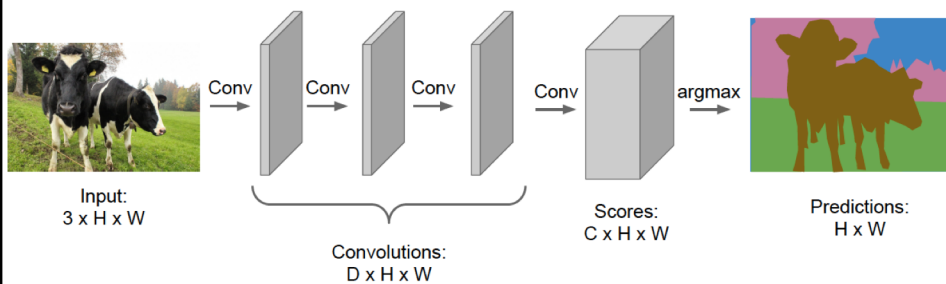 Conv
Conv
Conv
Conv
argmax
Input:
3 x H x W
Convolutions:
D x H x W
Scores:
C x H x W
Predictions:
H x W